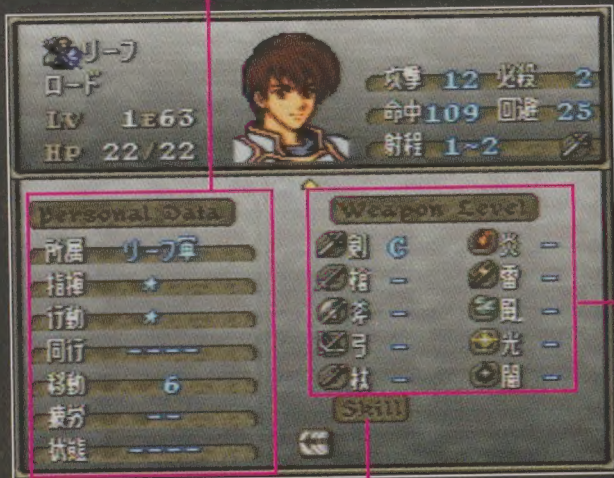 リーフ
ロード
LV 1E63
HP 22/22
攻撃 12 必殺 2
命中 109 回避 25
射程 1~2
Personal Data
所属 リーフ軍
指揮 ★
行動 ★
同行 ----
移動 6
疲労 --
状態 ----
Weapon Level
剣 C 炎 -
槍 - 雷 -
斧 - 風 -
弓 - 光 -
杖 - 闇 -
Skill